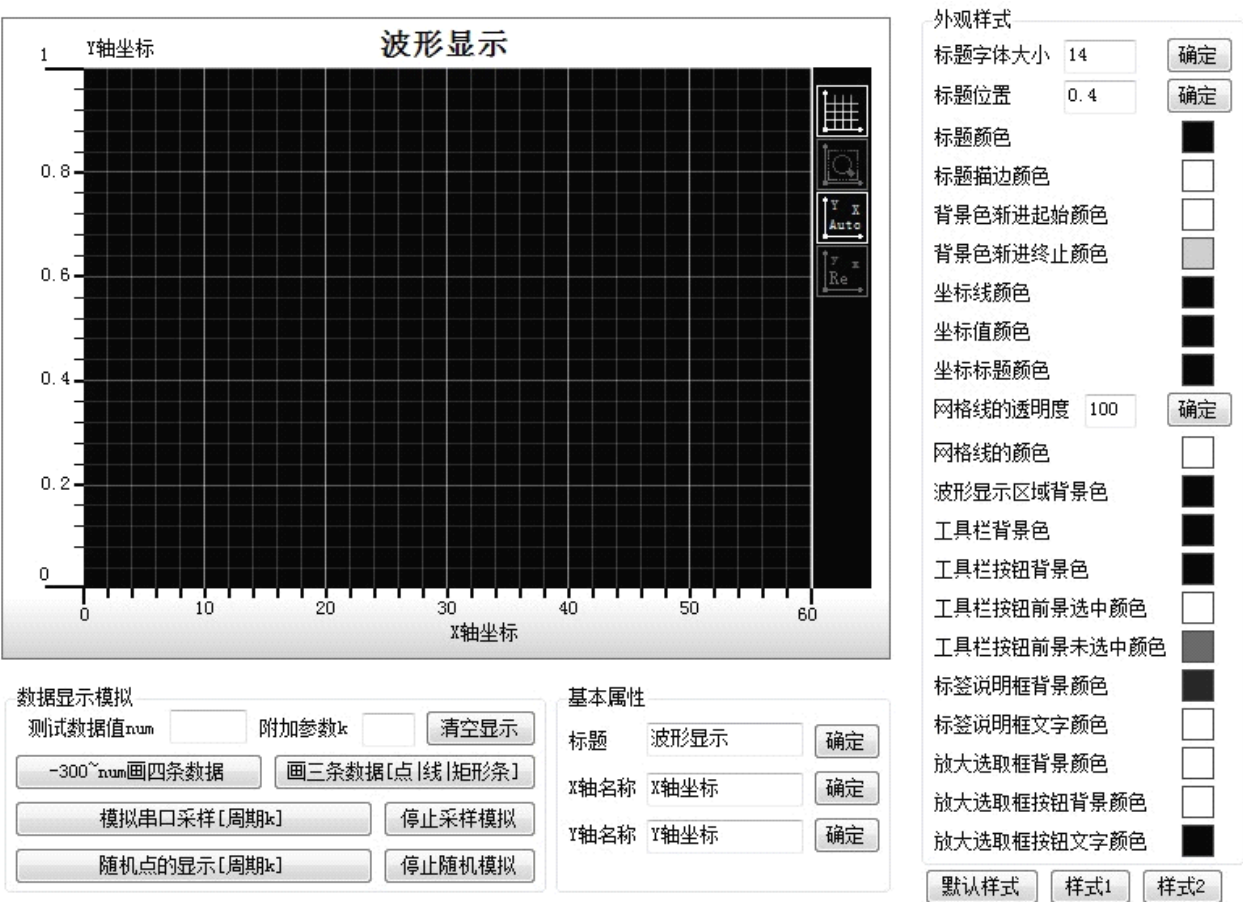 波形显示
Y轴坐标
1
0.8
0.6
0.4
0.2
0
0 10 20 30 40 50 60
X轴坐标
Y X
Auto
Y X
Re
数据显示模拟
测试数据值num 附加参数k 清空显示
-300~num画四条数据 画三条数据[点|线|矩形条]
模拟串口采样[周期k] 停止采样模拟
随机点的显示[周期k] 停止随机模拟
基本属性
标题 波形显示 确定
X轴名称 X轴坐标 确定
Y轴名称 Y轴坐标 确定
外观样式
标题字体大小 14 确定
标题位置 0.4 确定
标题颜色
标题描边颜色
背景色渐进起始颜色
背景色渐进终止颜色
坐标线颜色
坐标值颜色
坐标标题颜色
网格线的透明度 100 确定
网格线的颜色
波形显示区域背景色
工具栏背景色
工具栏按钮背景色
工具栏按钮前景选中颜色
工具栏按钮前景未选中颜色
标签说明框背景颜色
标签说明框文字颜色
放大选取框背景颜色
放大选取框按钮背景颜色
放大选取框按钮文字颜色
默认样式 样式1 样式2